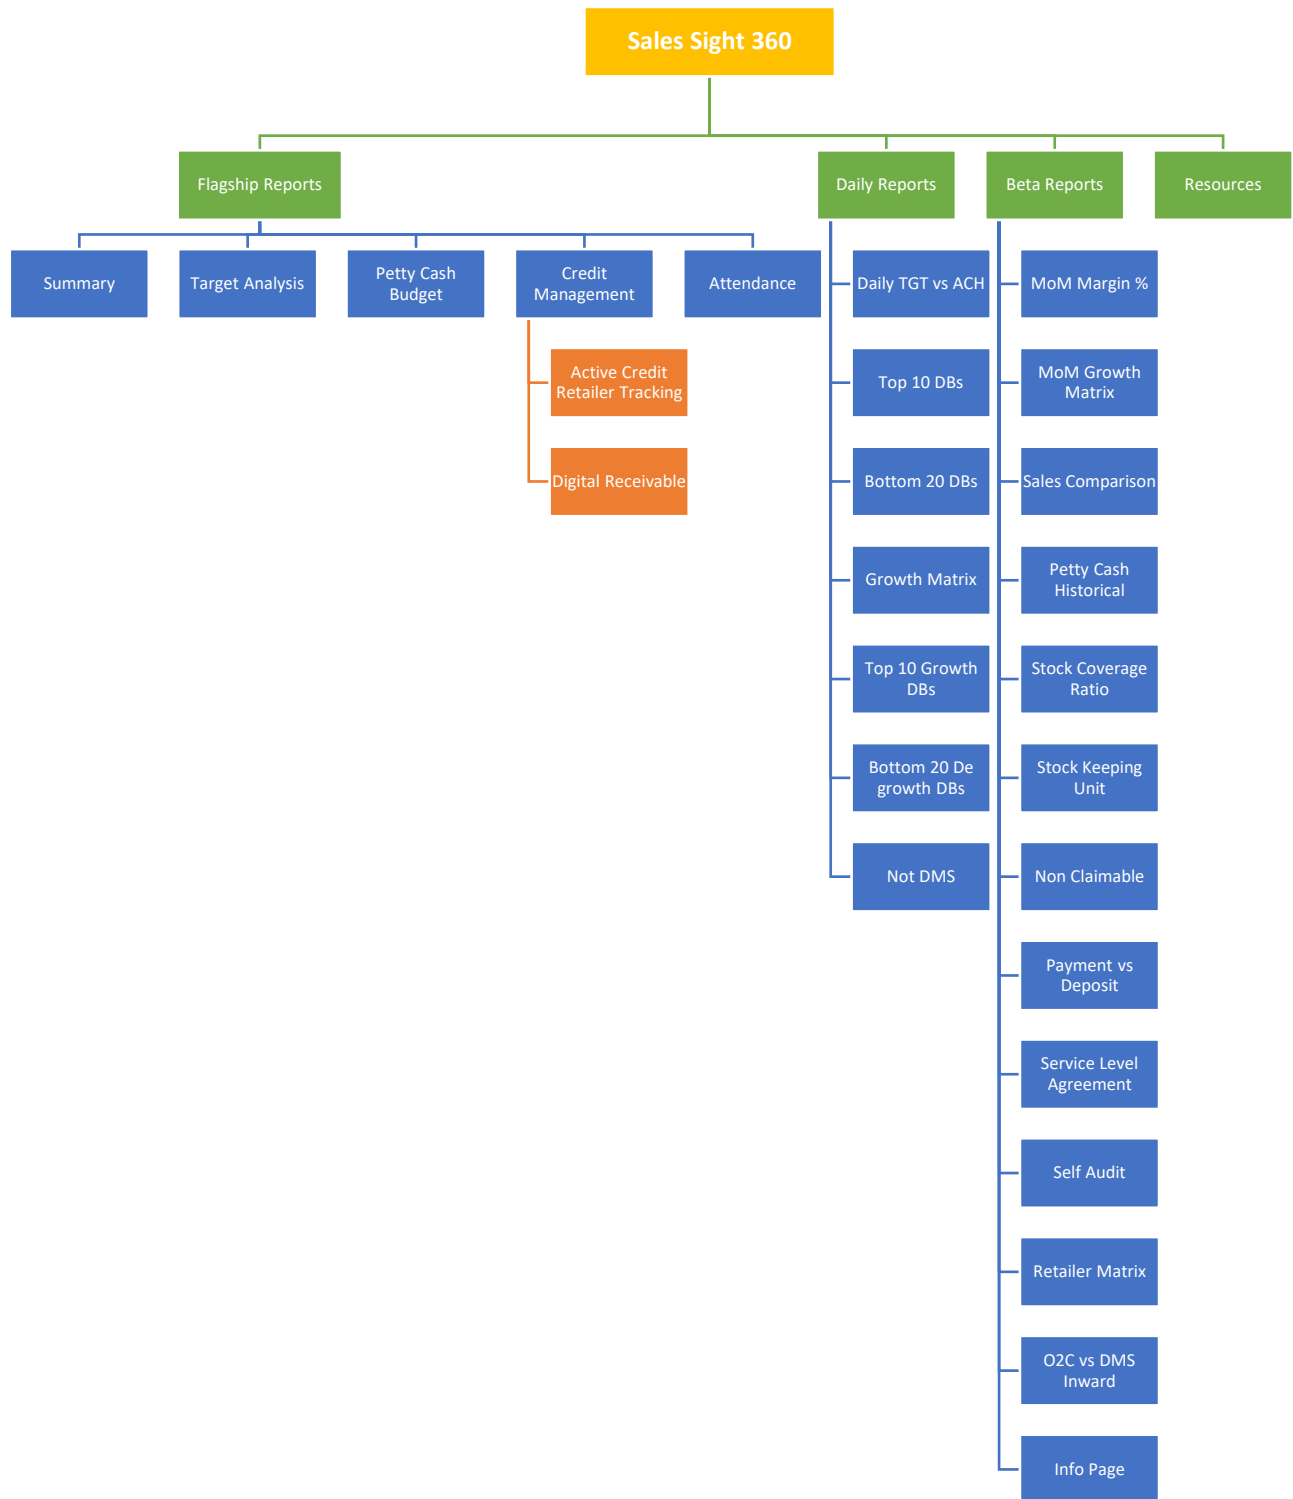 Sales Sight 360
Flagship Reports
Daily Reports
Beta Reports
Resources
Summary
Target Analysis
Petty Cash
Budget
Credit
Management
Attendance
Active Credit
Retailer Tracking
Digital Receivable
Daily TGT vs ACH
Top 10 DBs
Bottom 20 DBs
Growth Matrix
Top 10 Growth
DBs
Bottom 20 De
growth DBs
Not DMS
MoM Margin %
MoM Growth
Matrix
Sales Comparison
Petty Cash
Historical
Stock Coverage
Ratio
Stock Keeping
Unit
Non Claimable
Payment vs
Deposit
Service Level
Agreement
Self Audit
Retailer Matrix
O2C vs DMS
Inward
Info Page